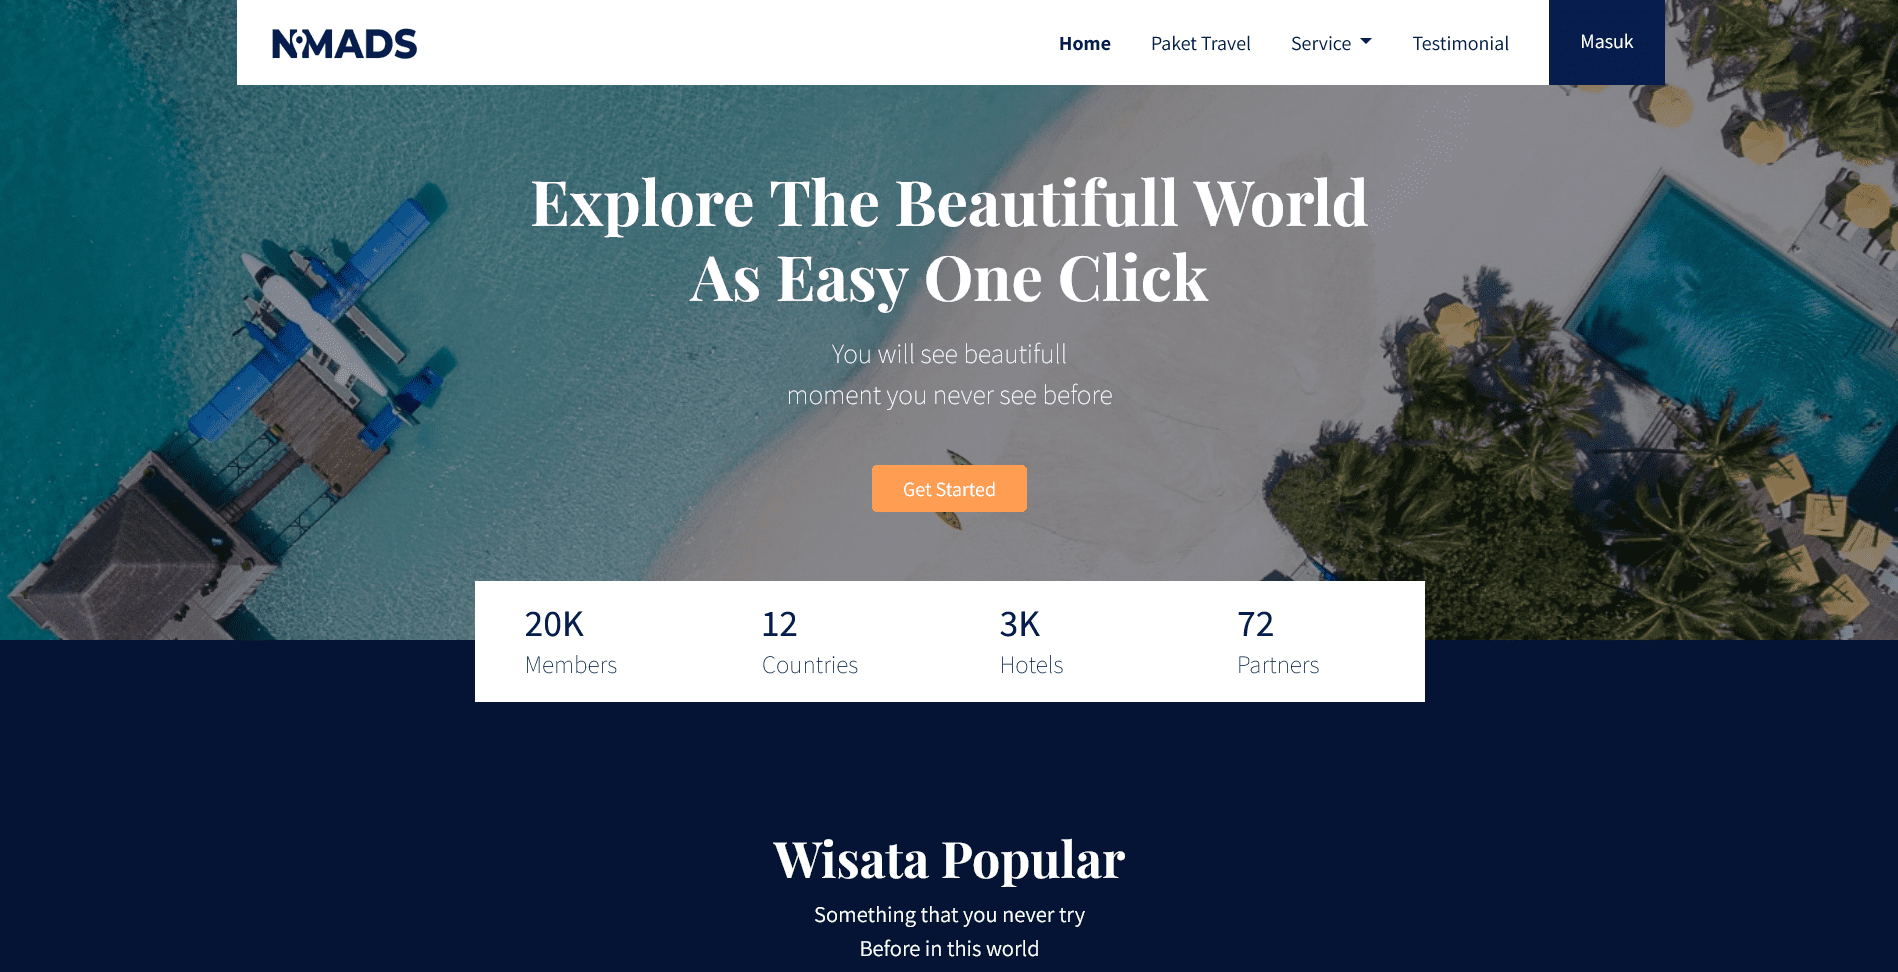 NOMADS
Home
Paket Travel
Service
Testimonial
Masuk
Explore The Beautifull World
As Easy One Click
You will see beautifull
moment you never see before
Get Started
20K
Members
12
Countries
3K
Hotels
72
Partners
Wisata Popular
Something that you never try
Before in this world